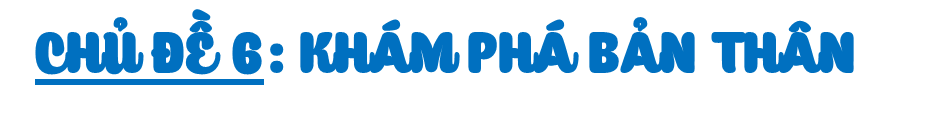 CHỦ ĐỀ 6: KHÁM PHÁ BẢN THÂN